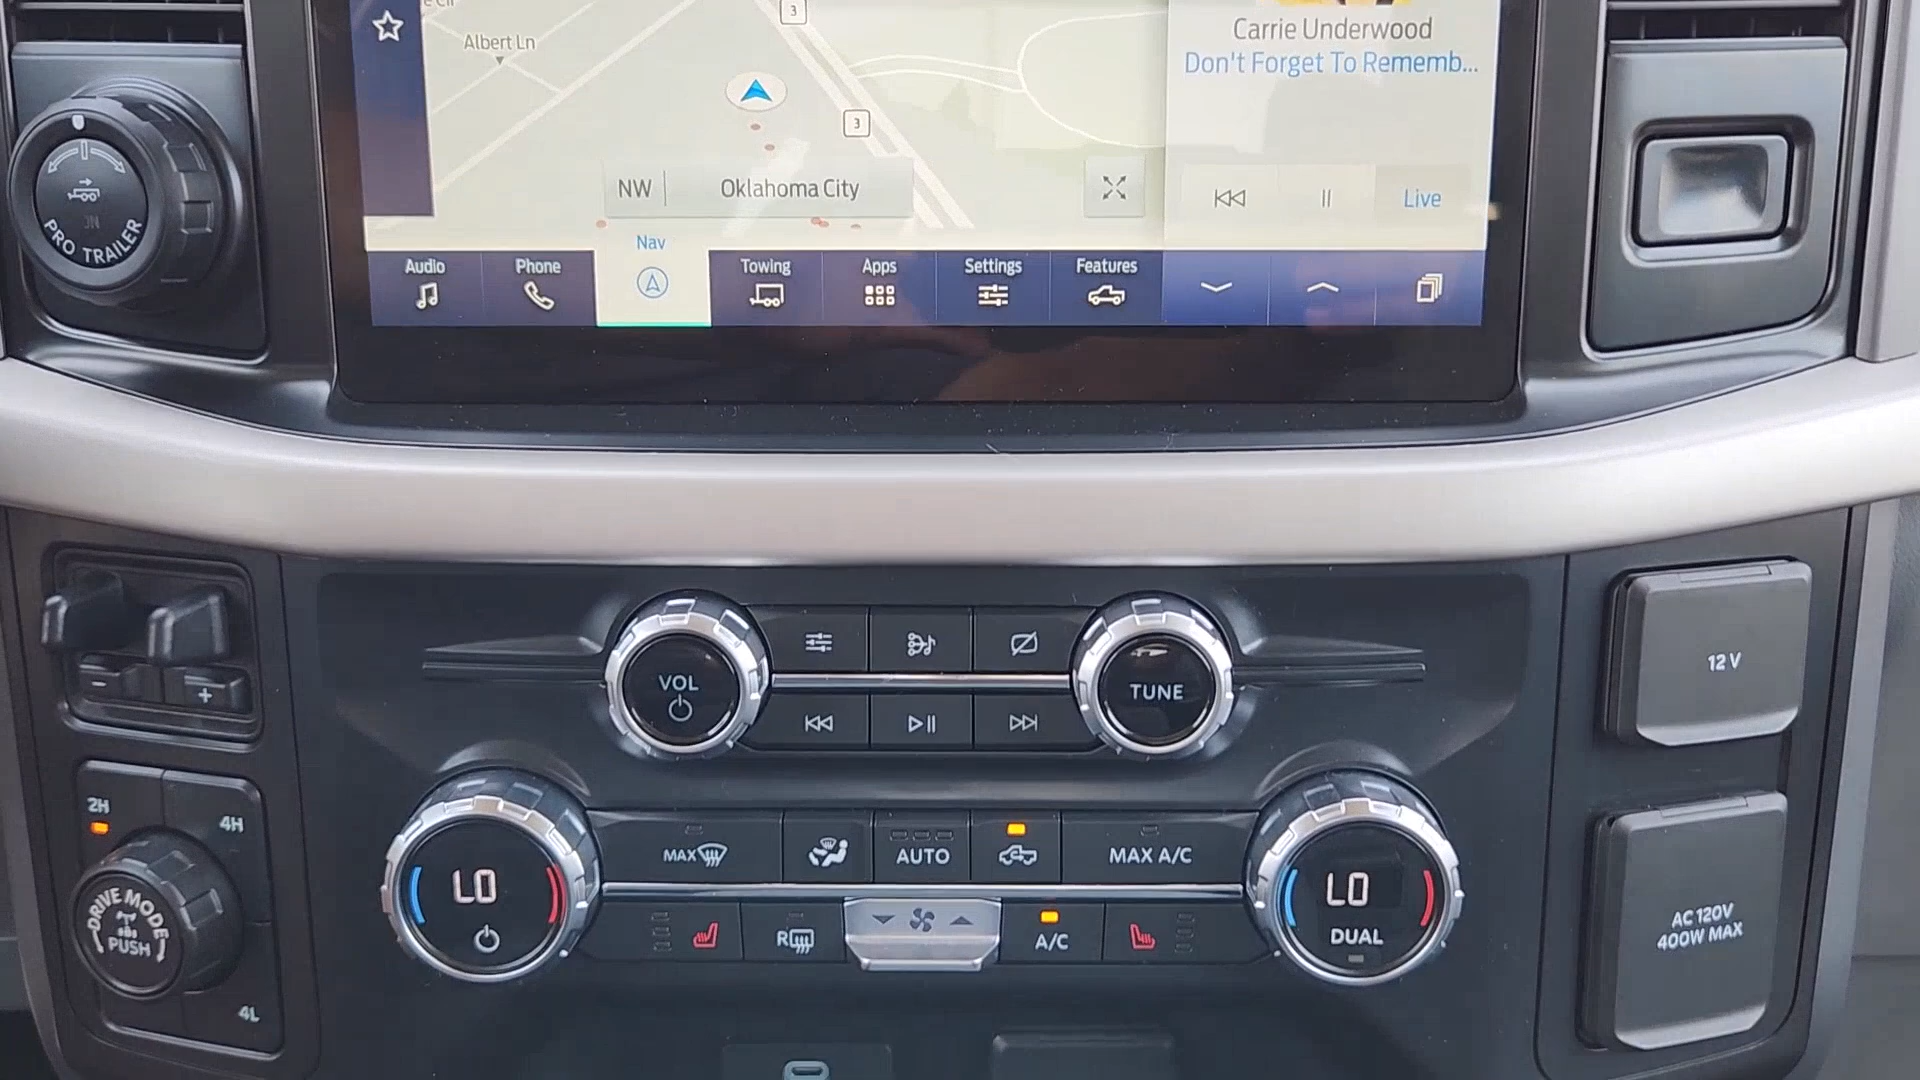 Albert Ln
3
3
Carrie Underwood
Don't Forget To Rememb...
NW
Oklahoma City
Live
Audio
Phone
Nav
Towing
Apps
Settings
Features
PRO TRAILER
12 V
VOL
TUNE
- +
2H
4H
4L
DRIVE MODE
PUSH
MAX
AUTO
MAX A/C
LO
LO
R
A/C
DUAL
AC 120V
400W MAX